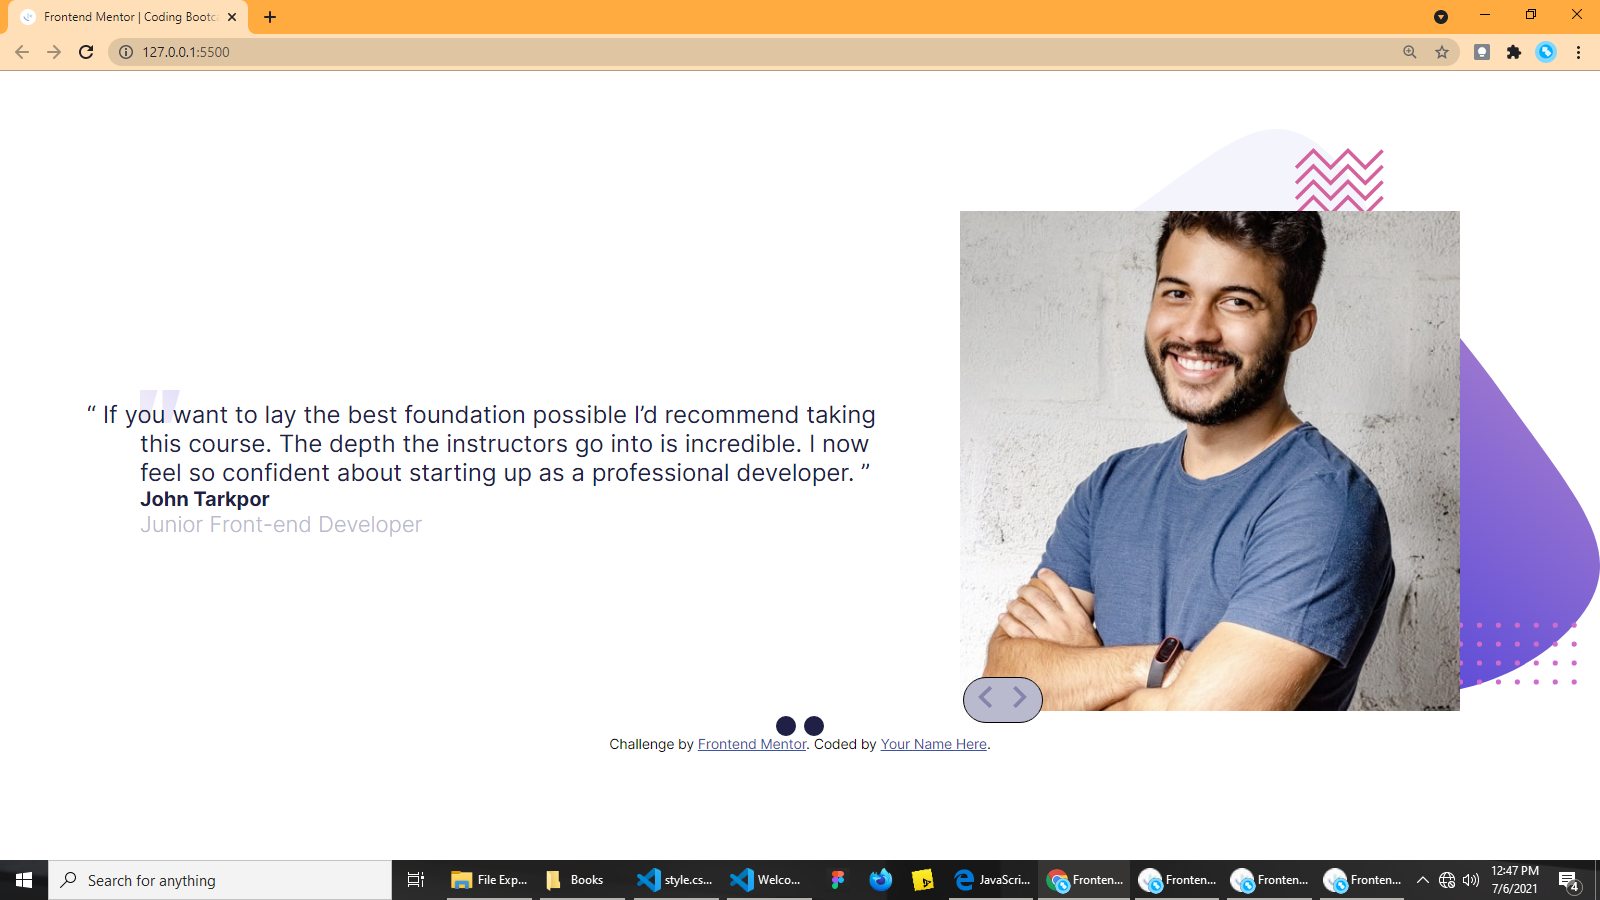 Frontend Mentor | Coding Bootc
127.0.0.1:5500
“ If you want to lay the best foundation possible I’d recommend taking
this course. The depth the instructors go into is incredible. I now
feel so confident about starting up as a professional developer. ”
John Tarkpor
Junior Front-end Developer
Challenge by Frontend Mentor. Coded by Your Name Here.
Search for anything
File Exp...
Books
style.cs...
Welco...
JavaScri...
Fronten...
Fronten...
Fronten...
Fronten...
12:47 PM
7/6/2021
4